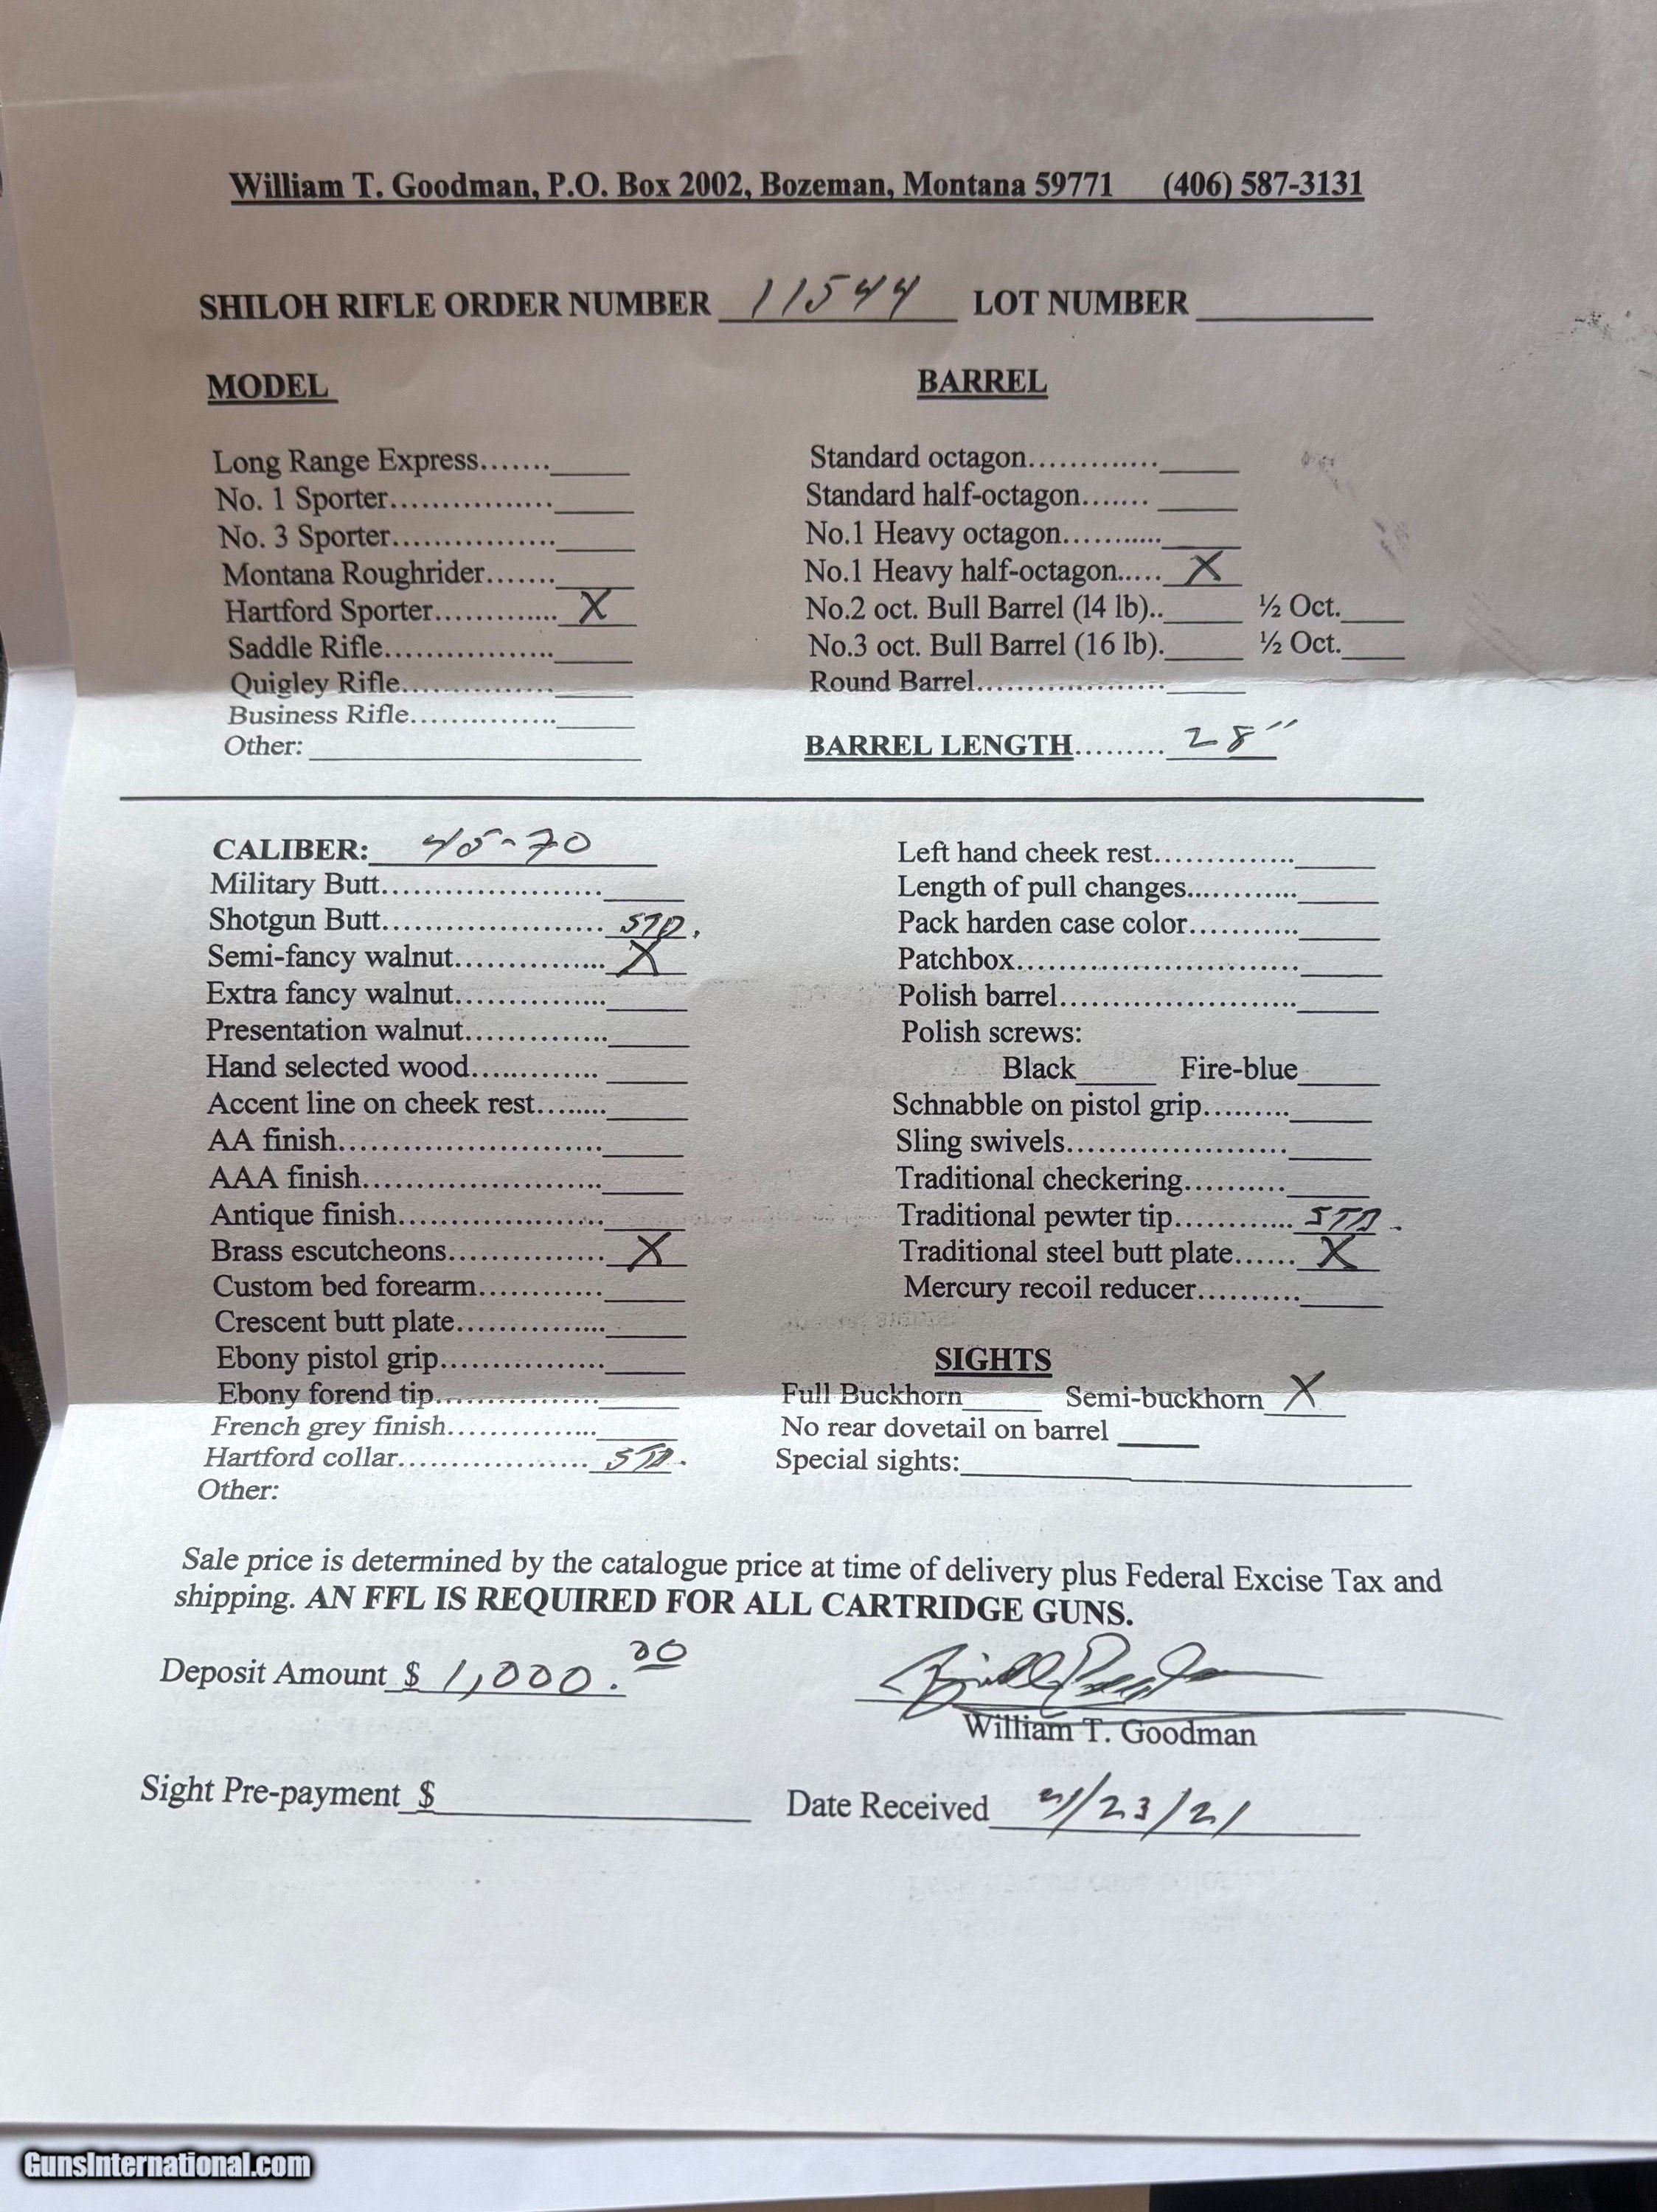 William T. Goodman, P.O. Box 2002, Bozeman, Montana 59771 (406) 587-3131
SHILOH RIFLE ORDER NUMBER 11544 LOT NUMBER
MODEL
Long Range Express.......
No. 1 Sporter................
No. 3 Sporter................
Montana Roughrider.......
Hartford Sporter............. X
Saddle Rifle..................
Quigley Rifle................
Business Rifle...............
Other:
BARREL
Standard octagon.............
Standard half-octagon.......
No.1 Heavy octagon...........
No.1 Heavy half-octagon..... X
No.2 oct. Bull Barrel (14 lb).. ½ Oct.
No.3 oct. Bull Barrel (16 lb). ½ Oct.
Round Barrel....................
BARREL LENGTH......... 28"
CALIBER: 45-70
Military Butt......................
Shotgun Butt...................... STD.
Semi-fancy walnut............... X
Extra fancy walnut...............
Presentation walnut..............
Hand selected wood.............
Accent line on cheek rest........
AA finish...........................
AAA finish.........................
Antique finish.....................
Brass escutcheons................ X
Custom bed forearm............
Crescent butt plate...............
Ebony pistol grip.................
Ebony forend tip.................
French grey finish...............
Hartford collar.................... STD.
Other:
Left hand cheek rest...............
Length of pull changes............
Pack harden case color...........
Patchbox.............................
Polish barrel........................
Polish screws:
Black Fire-blue
Schnabble on pistol grip.........
Sling swivels.......................
Traditional checkering..........
Traditional pewter tip............ STD.
Traditional steel butt plate...... X
Mercury recoil reducer..........
SIGHTS
Full Buckhorn Semi-buckhorn X
No rear dovetail on barrel
Special sights:
Sale price is determined by the catalogue price at time of delivery plus Federal Excise Tax and
shipping. AN FFL IS REQUIRED FOR ALL CARTRIDGE GUNS.
Deposit Amount $ 1,000.00
William T. Goodman
Sight Pre-payment $
Date Received /23/21
GunsInternational.com